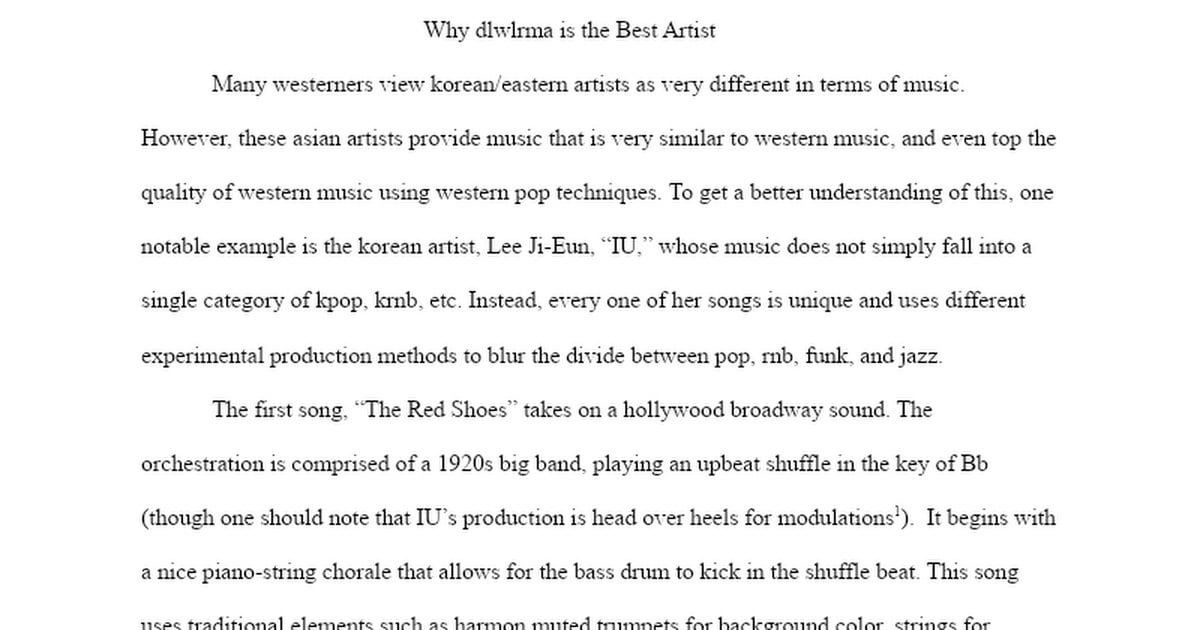 Why dlwlrma is the Best Artist
Many westerners view korean/eastern artists as very different in terms of music.
However, these asian artists provide music that is very similar to western music, and even top the
quality of western music using western pop techniques. To get a better understanding of this, one
notable example is the korean artist, Lee Ji-Eun, “IU,” whose music does not simply fall into a
single category of kpop, krnb, etc. Instead, every one of her songs is unique and uses different
experimental production methods to blur the divide between pop, rnb, funk, and jazz.
The first song, “The Red Shoes” takes on a hollywood broadway sound. The
orchestration is comprised of a 1920s big band, playing an upbeat shuffle in the key of Bb
(though one should note that IU’s production is head over heels for modulations¹).  It begins with
a nice piano-string chorale that allows for the bass drum to kick in the shuffle beat. This song
uses traditional elements such as harmon muted trumpets for background color, strings for